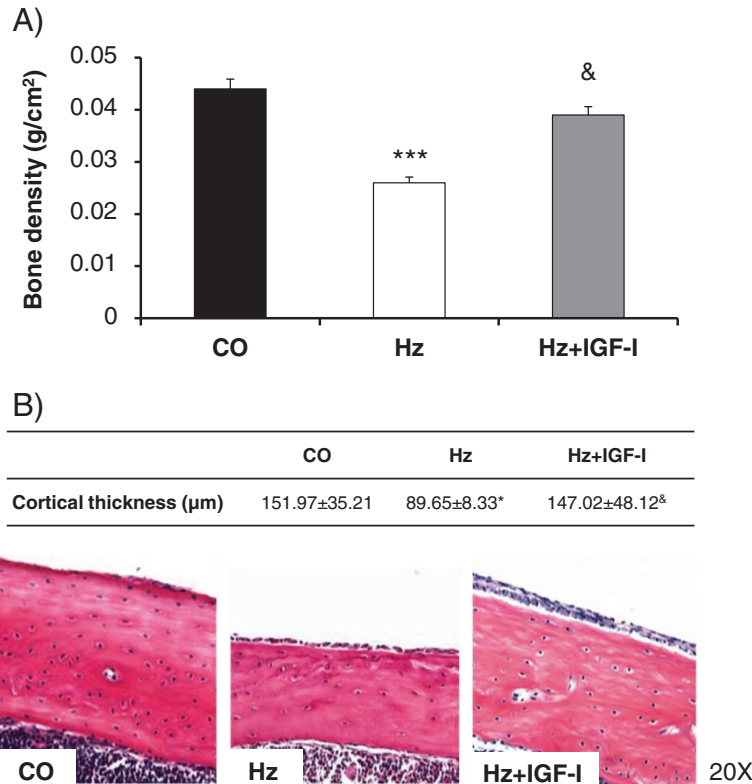 A)
Bone density (g/cm²)
0.05
0.04
0.03
0.02
0.01
0
***
&
CO Hz Hz+IGF-I
B)
CO Hz Hz+IGF-I
Cortical thickness (µm) 151.97±35.21 89.65±8.33* 147.02±48.12&
CO Hz Hz+IGF-I 20X